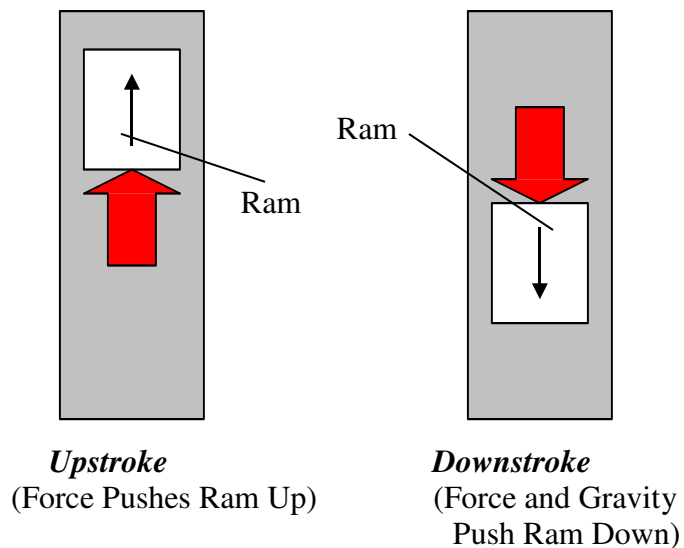 Ram
Ram
Upstroke
(Force Pushes Ram Up)
Downstroke
(Force and Gravity
Push Ram Down)